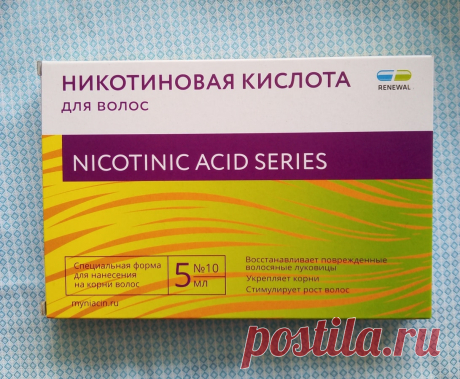 НИКОТИНОВАЯ КИСЛОТА
ДЛЯ ВОЛОС
RENEWAL
NICOTINIC ACID SERIES
Специальная форма
для нанесения
на корни волос
myniacin.ru
5 №10
мл
Восстанавливает поврежденные
волосяные луковицы
Укрепляет корни
Стимулирует рост волос
postila.ru